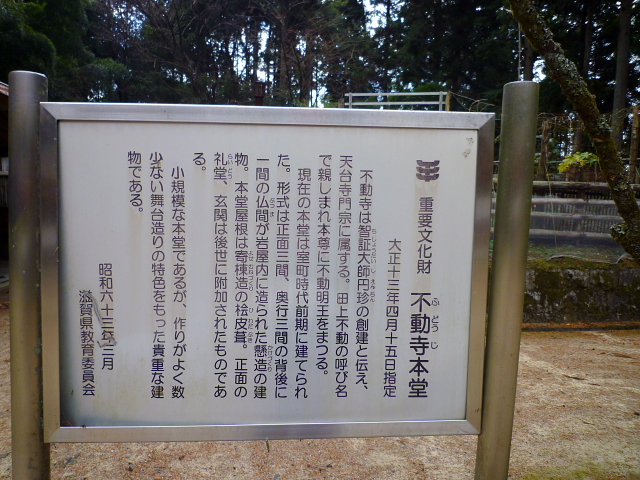 重要文化財 不動寺本堂
ふどうじ
大正十三年四月十五日指定
不動寺は智証大師円珍の創建と伝え、
天台寺門宗に属する。田上不動の呼び名
で親しまれ本尊に不動明王をまつる。
現在の本堂は室町時代前期に建てられ
た。形式は正面三間、奥行三間の背後に
一間の仏間が岩屋内に造られた懸造の建
物。本堂屋根は寄棟造の桧皮葺。正面の
礼堂、玄関は後世に附加されたものであ
る。
小規模な本堂であるが、作りがよく数
少ない舞台造りの特色をもった貴重な建
物である。
昭和六十三年三月
滋賀県教育委員会